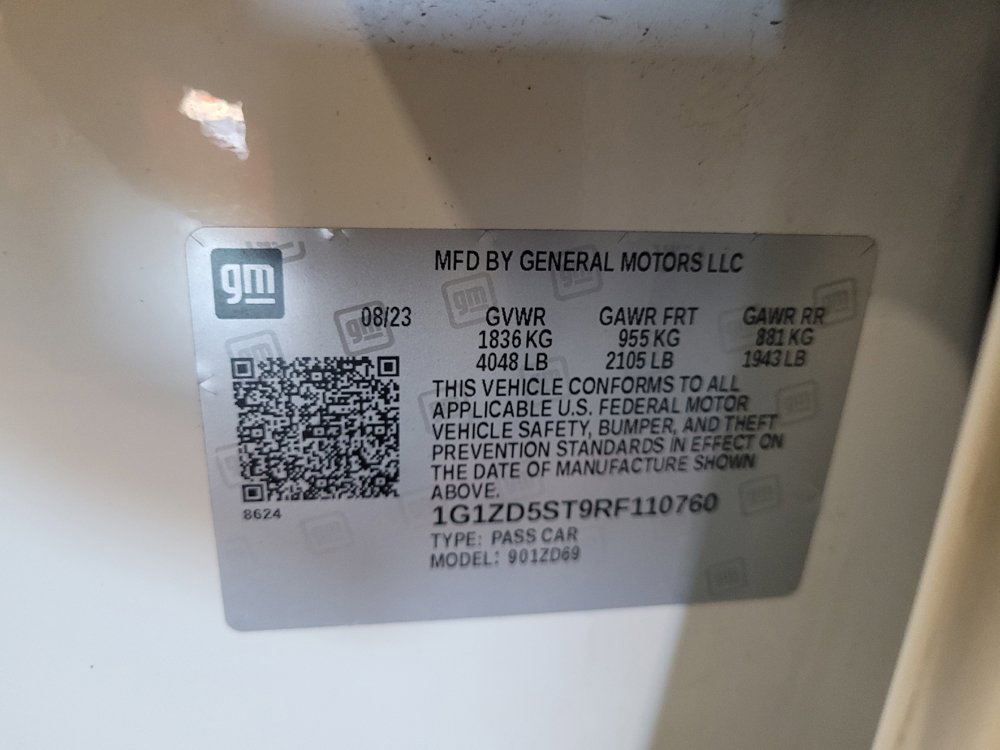 gm
MFD BY GENERAL MOTORS LLC
08/23 GVWR GAWR FRT GAWR RR
1836 KG 955 KG 881 KG
4048 LB 2105 LB 1943 LB
THIS VEHICLE CONFORMS TO ALL
APPLICABLE U.S. FEDERAL MOTOR
VEHICLE SAFETY, BUMPER, AND THEFT
PREVENTION STANDARDS IN EFFECT ON
THE DATE OF MANUFACTURE SHOWN
ABOVE.
8624
1G1ZD5ST9RF110760
TYPE: PASS CAR
MODEL: 901ZD69